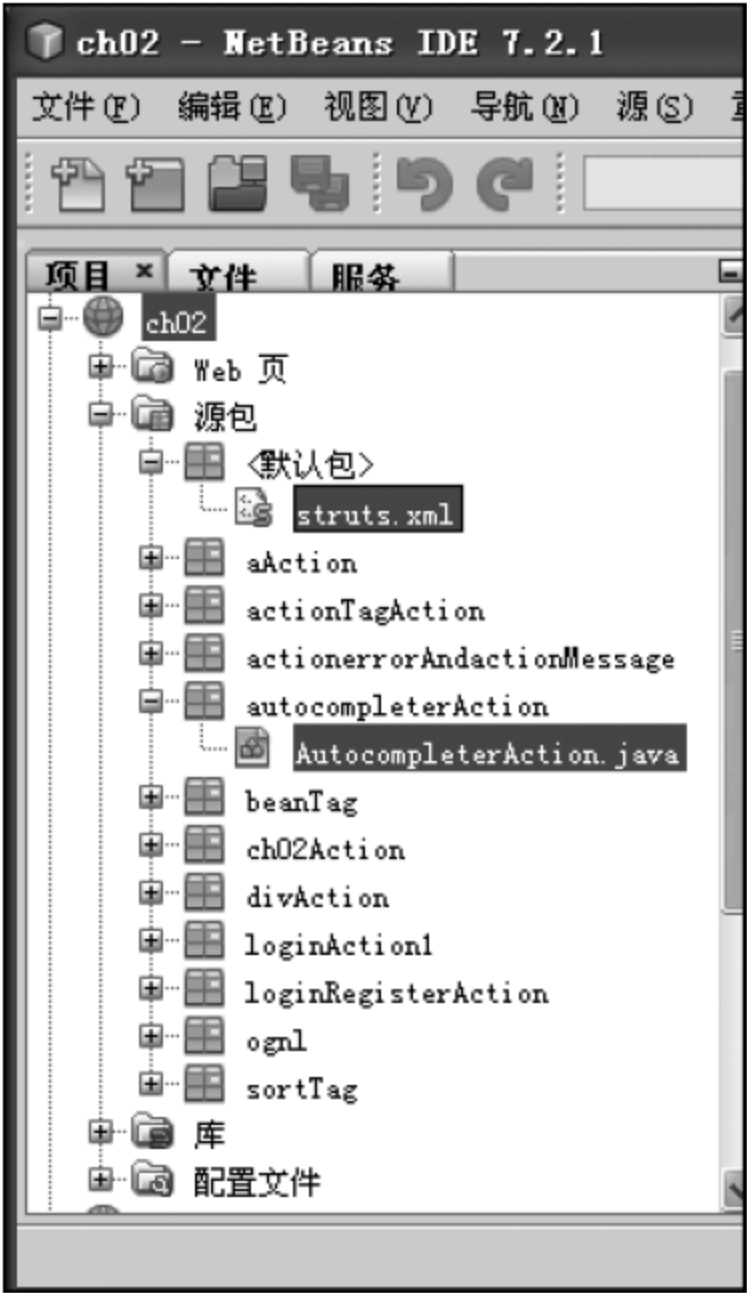 ch02 - NetBeans IDE 7.2.1
文件(F) 编辑(E) 视图(V) 导航(N) 源(S)
项目 × 文件 服务
ch02
Web 页
源包
<默认包>
struts.xml
aAction
actionTagAction
actionerrorAndactionMessage
autocompleterAction
AutocompleterAction.java
beanTag
ch02Action
divAction
loginAction1
loginRegisterAction
ognl
sortTag
库
配置文件